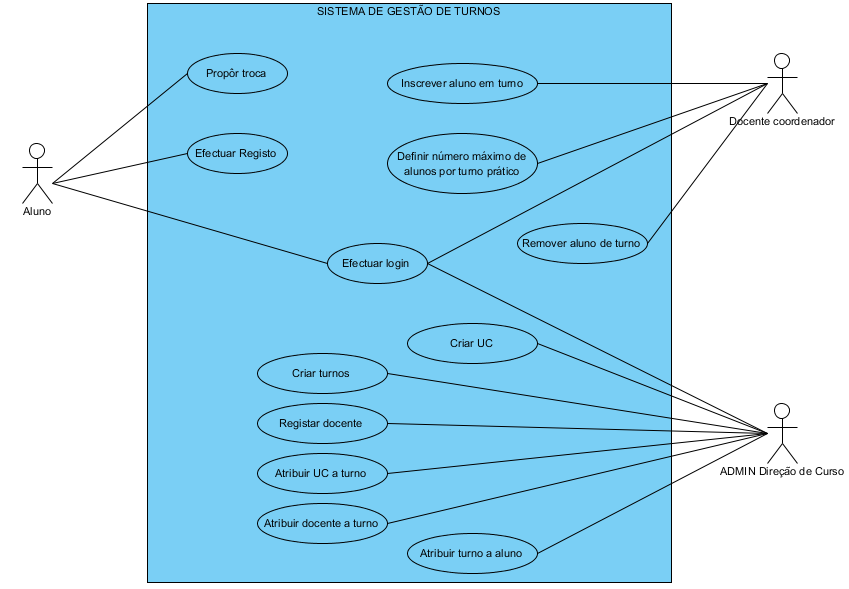 SISTEMA DE GESTÃO DE TURNOS
Propôr troca
Inscrever aluno em turno
Docente coordenador
Efectuar Registo
Definir número máximo de
alunos por turno prático
Aluno
Remover aluno de turno
Efectuar login
Criar UC
Criar turnos
Registar docente
ADMIN Direção de Curso
Atribuir UC a turno
Atribuir docente a turno
Atribuir turno a aluno